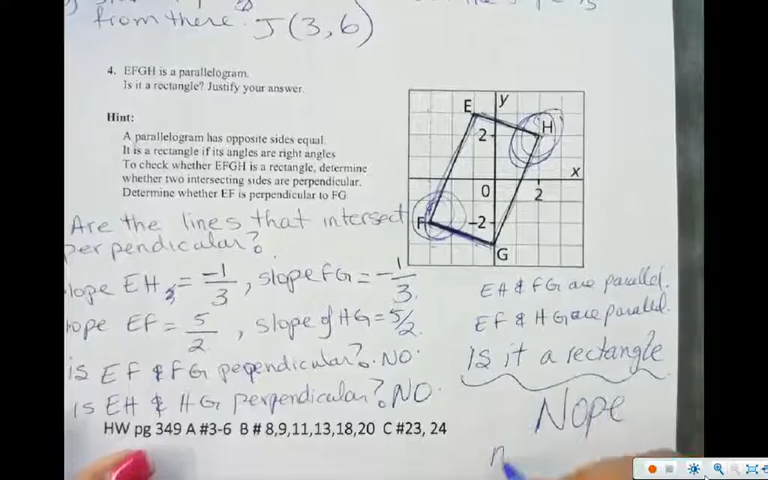 from there. J(3,6)
4. EFGH is a parallelogram.
Is it a rectangle? Justify your answer.
Hint:
A parallelogram has opposite sides equal.
It is a rectangle if its angles are right angles
To check whether EFGH is a rectangle, determine
whether two intersecting sides are perpendicular.
Determine whether EF is perpendicular to FG
E y
2 H
x
0 2
F -2
G
Are the lines that intersect
perpendicular?
slope EH = -1/3, slope FG = -1/3.
slope EF = 5/2, slope of HG = 5/2.
is EF & FG pependicular? NO.
is EH & HG perpendicular? NO.
EH & FG are parallel.
EF & HG are parallel.
Is it a rectangle
Nope
HW pg 349 A #3-6 B # 8,9,11,13,18,20 C #23, 24